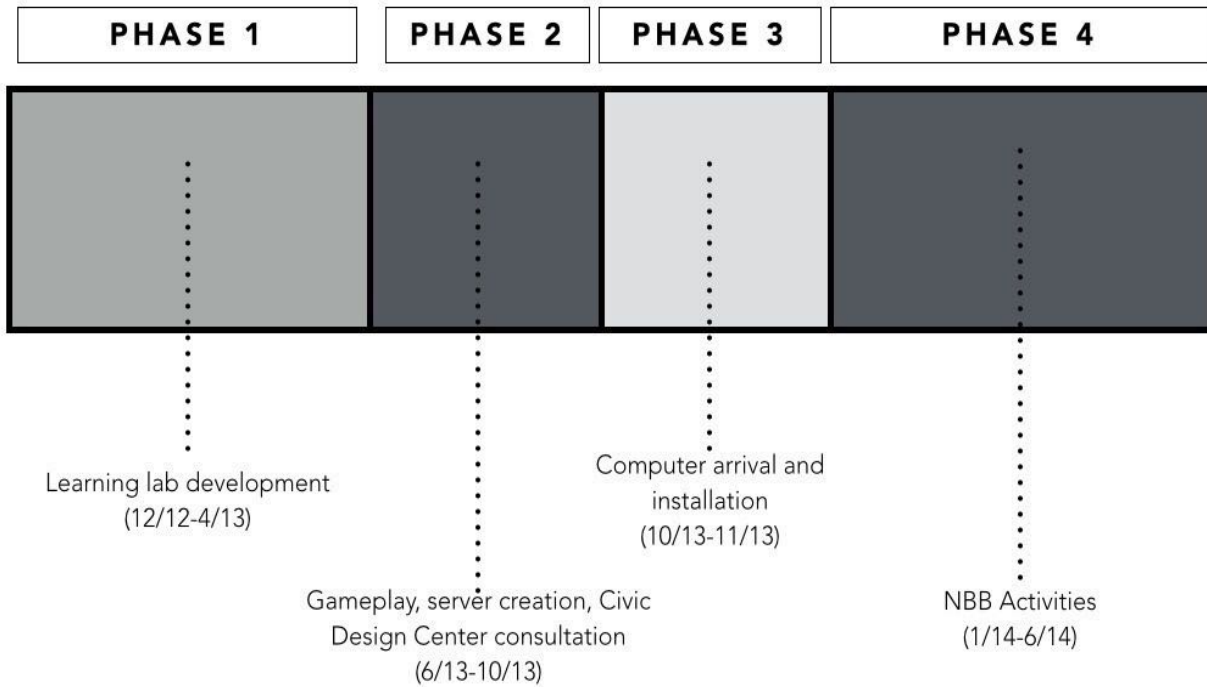 PHASE 1
PHASE 2
PHASE 3
PHASE 4
Learning lab development
(12/12-4/13)
Gameplay, server creation, Civic
Design Center consultation
(6/13-10/13)
Computer arrival and
installation
(10/13-11/13)
NBB Activities
(1/14-6/14)